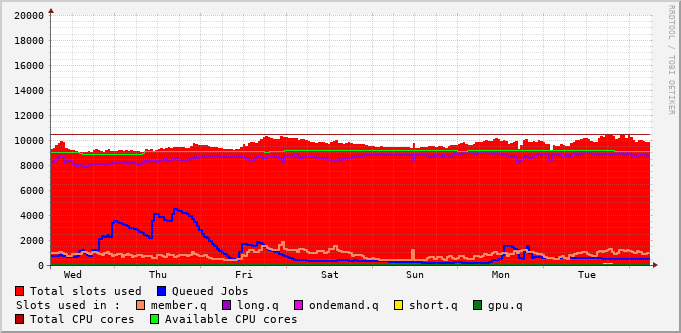 RRDTOOL / TOBI OETIKER
20000
18000
16000
14000
12000
10000
8000
6000
4000
2000
0
Wed Thu Fri Sat Sun Mon Tue
Total slots used Queued Jobs
Slots used in : member.q long.q ondemand.q short.q gpu.q
Total CPU cores Available CPU cores